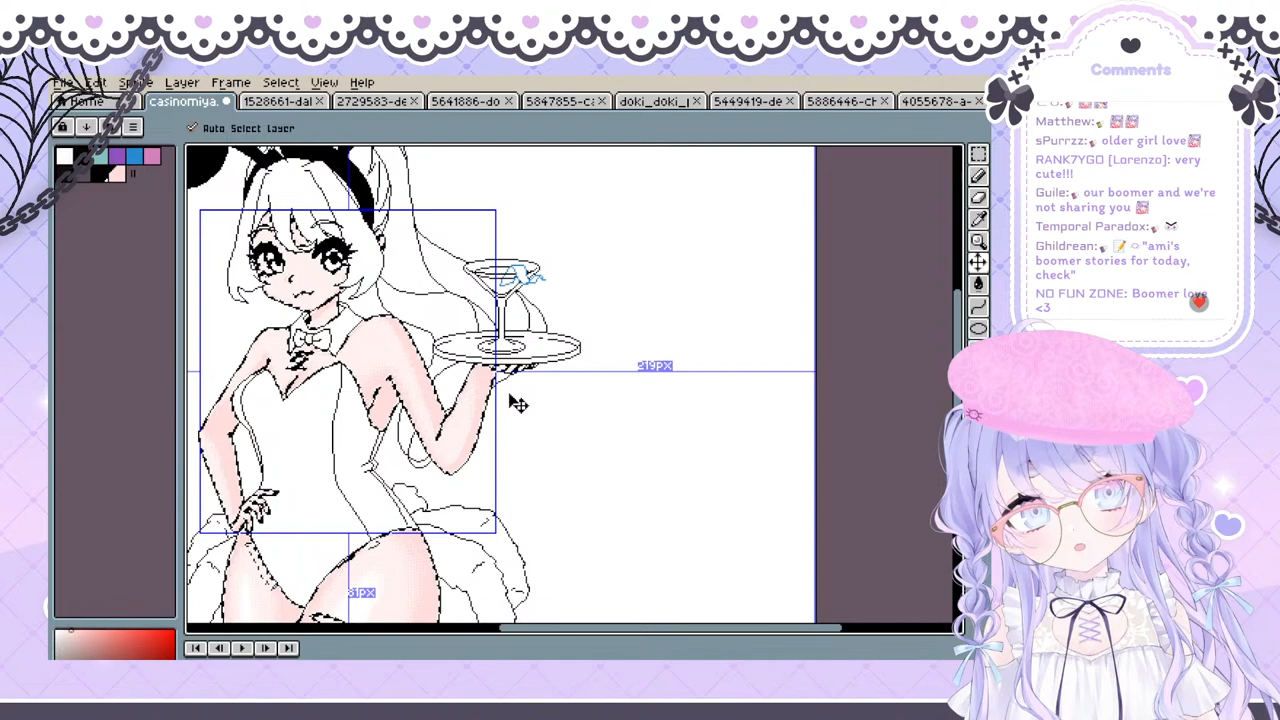 Comments
File Edit Sprite Layer Frame Select View Help
Home casinomiya. 1528661-dal 2729583-de 5641886-do 5847855-ca doki_doki_l 5449419-de 5886446-ch 4055678-a-
Auto Select Layer
Matthew:
sPurrzz: older girl love
RANK7YGO [Lorenzo]: very
cute!!!
Guile: our boomer and we're
not sharing you
Temporal Paradox:
Ghildrean: "ami's
boomer stories for today,
check"
NO FUN ZONE: Boomer love
<3
219px